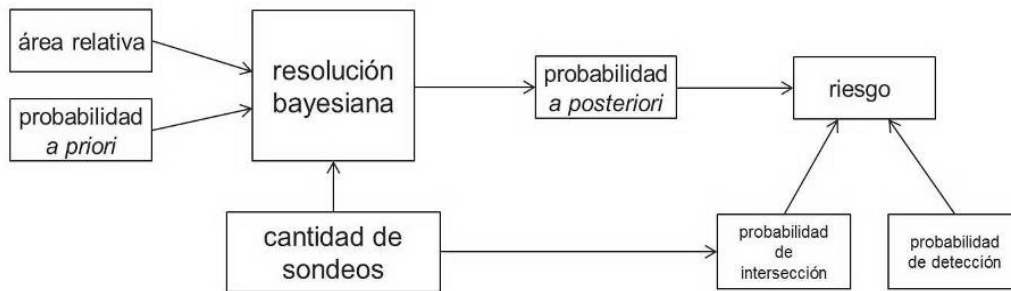 área relativa
probabilidad
a priori
resolución
bayesiana
probabilidad
a posteriori
riesgo
cantidad de
sondeos
probabilidad
de
intersección
probabilidad
de detección